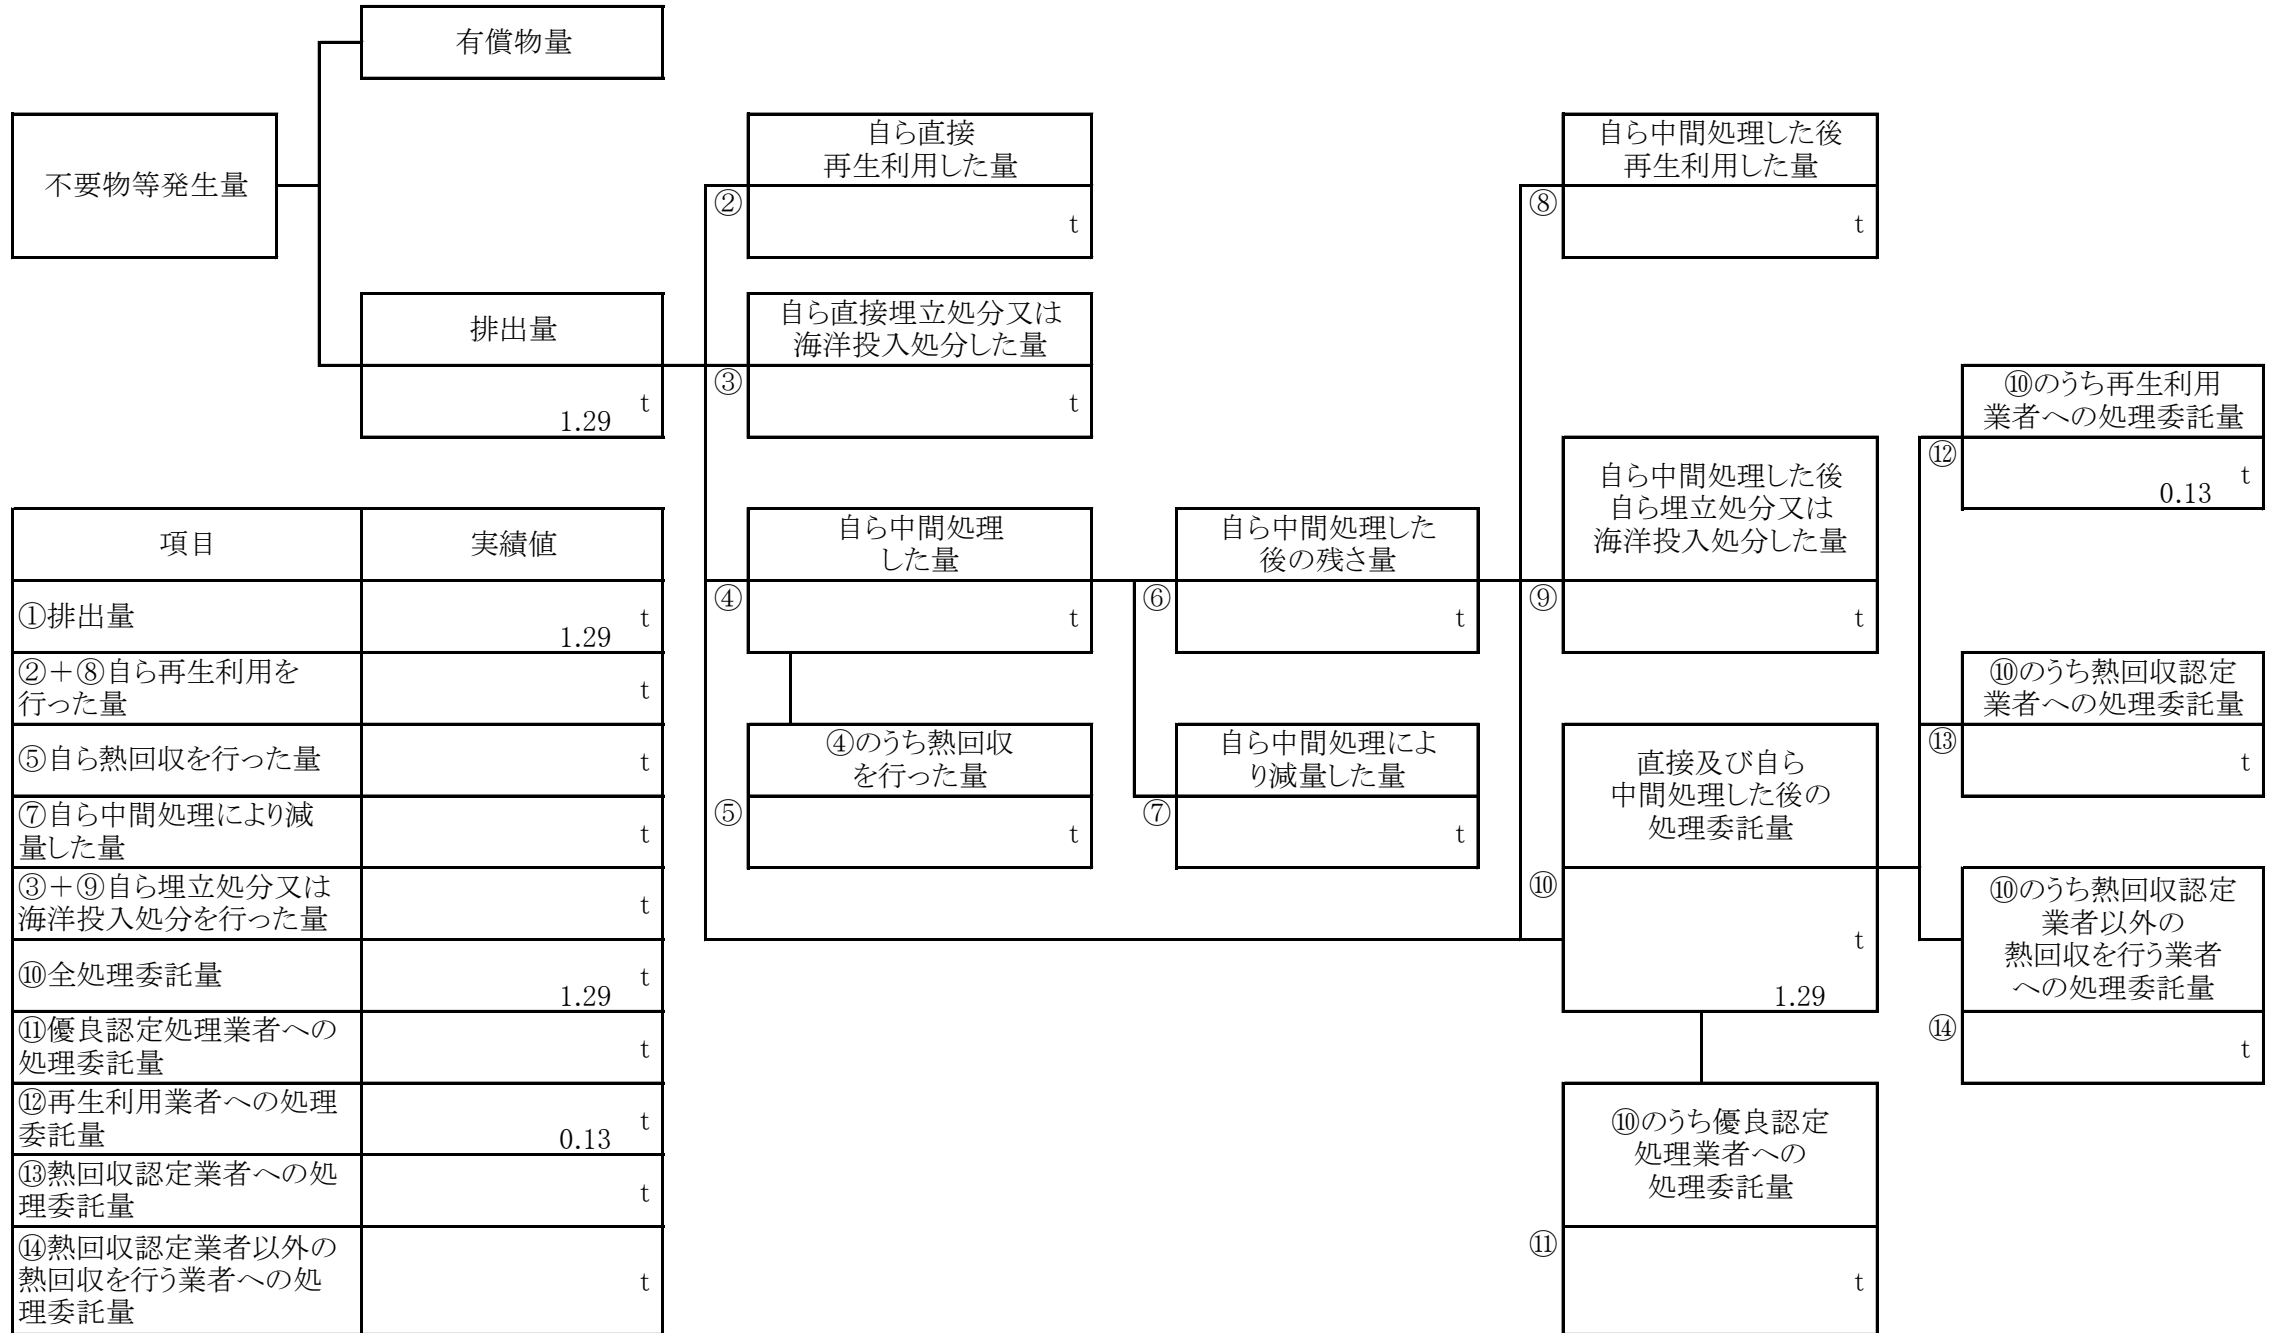 有償物量
不要物等発生量
自ら直接
再生利用した量
②
t
自ら中間処理した後
再生利用した量
⑧
t
排出量
1.29
t
自ら直接埋立処分又は
海洋投入処分した量
③
t
⑩のうち再生利用
業者への処理委託量
⑫
0.13
t
自ら中間処理
した量
④
t
自ら中間処理した
後の残さ量
⑥
t
自ら中間処理した後
自ら埋立処分又は
海洋投入処分した量
⑨
t
⑩のうち熱回収認定
業者への処理委託量
⑬
t
④のうち熱回収
を行った量
⑤
t
自ら中間処理によ
り減量した量
⑦
t
直接及び自ら
中間処理した後の
処理委託量
⑩
t
1.29
⑩のうち熱回収認定
業者以外の
熱回収を行う業者
への処理委託量
⑭
t
⑩のうち優良認定
処理業者への
処理委託量
⑪
t
項目
実績値
①排出量
1.29
t
②+⑧自ら再生利用を
行った量
t
⑤自ら熱回収を行った量
t
⑦自ら中間処理により減
量した量
t
③+⑨自ら埋立処分又は
海洋投入処分を行った量
t
⑩全処理委託量
1.29
t
⑪優良認定処理業者への
処理委託量
t
⑫再生利用業者への処理
委託量
0.13
t
⑬熱回収認定業者への処
理委託量
t
⑭熱回収認定業者以外の
熱回収を行う業者への処
理委託量
t